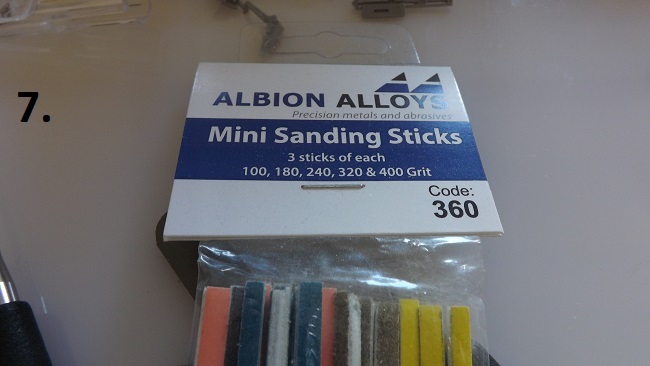 7.
ALBION ALLOYS
Precision metals and abrasives
Mini Sanding Sticks
3 sticks of each
100, 180, 240, 320 & 400 Grit
Code:
360